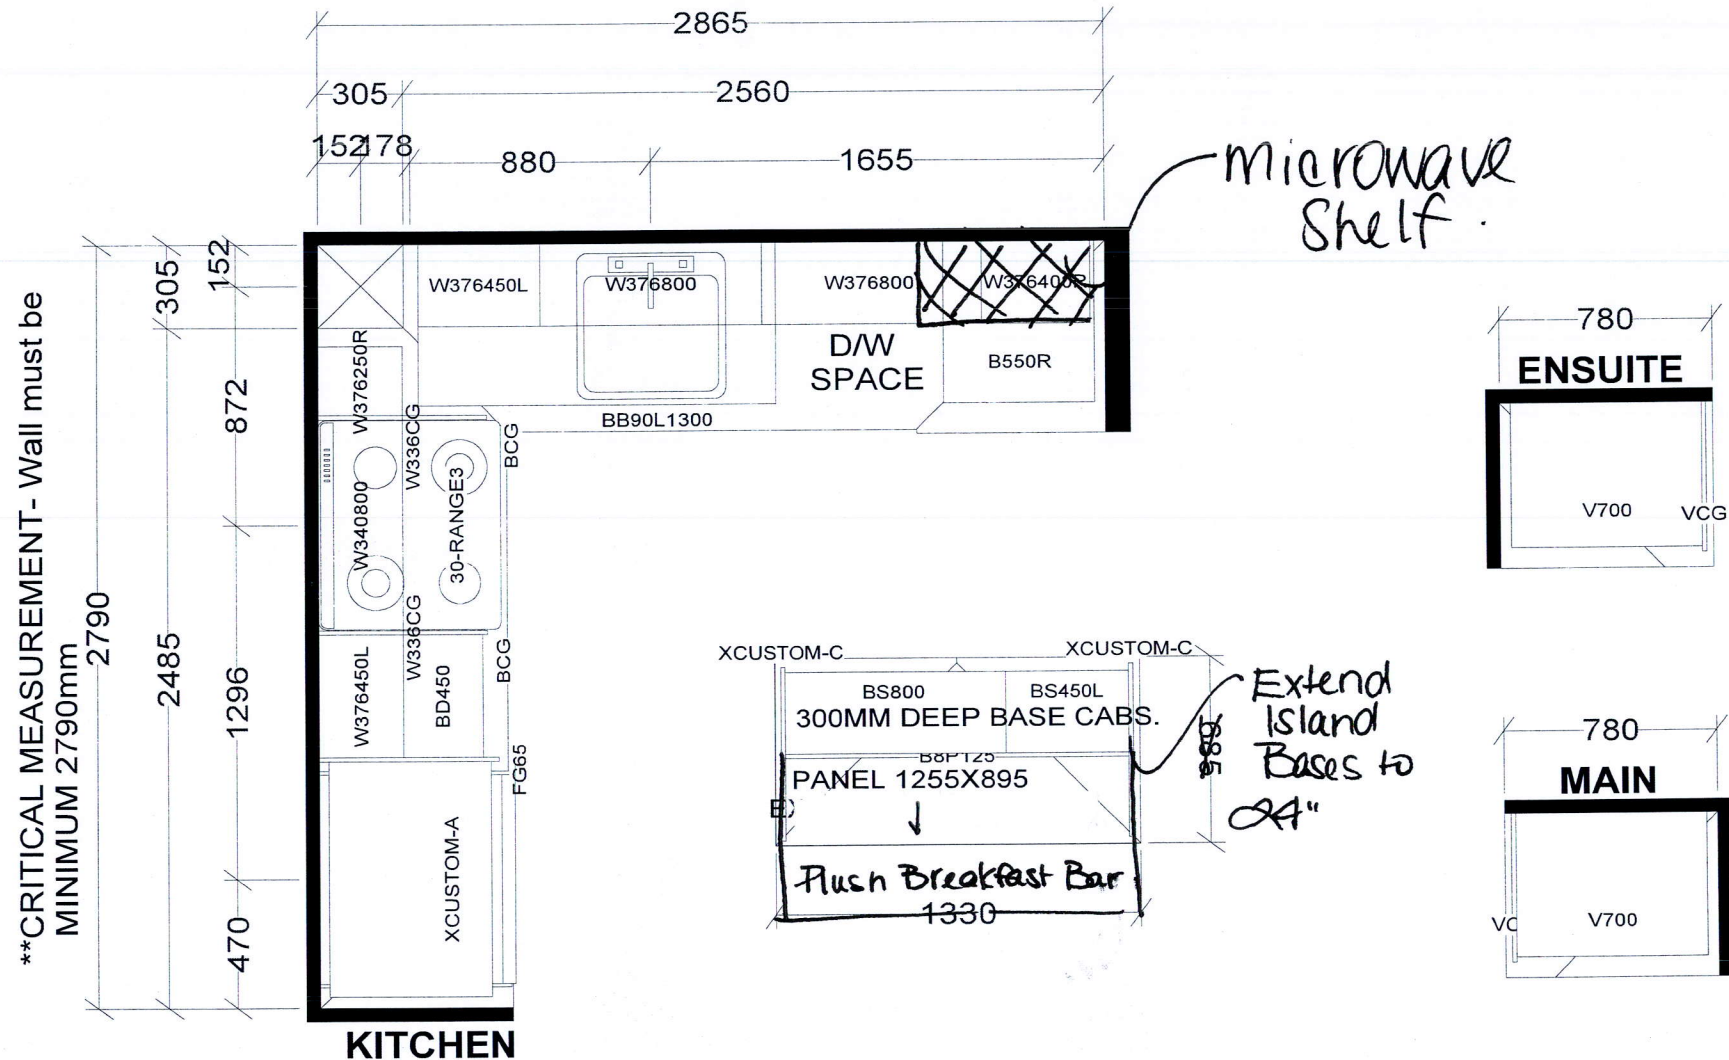 2865
305
2560
152
178
880
1655
microwave
Shelf.
**CRITICAL MEASUREMENT- Wall must be
MINIMUM 2790mm
2790
305
2485
152
872
1296
470
W376450L
W376800
W376800
W376400R
D/W
SPACE
B550R
BB90L1300
W376250R
W336CG
BCG
W340800
30-RANGE3
W336CG
BCG
W376450L
BD450
FG65
XCUSTOM-A
KITCHEN
XCUSTOM-C
XCUSTOM-C
BS800
BS450L
300MM DEEP BASE CABS.
PANEL 1255X895
Flush Breakfast Bar
1330
Extend
Island
Bases to
24"
780
ENSUITE
V700
VCG
780
MAIN
VC
V700